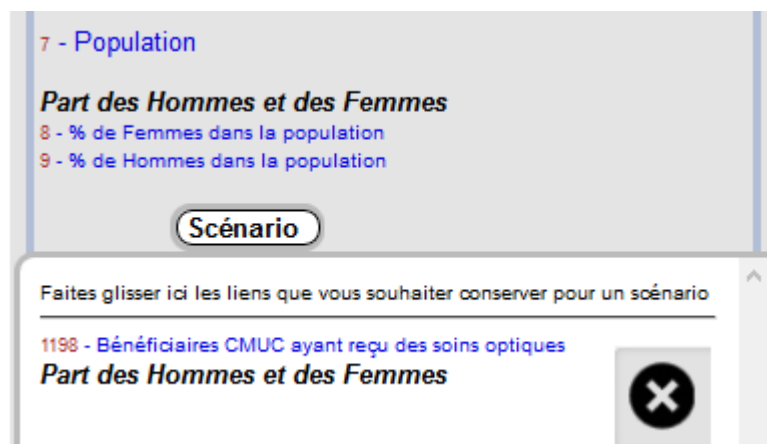 7 - Population
Part des Hommes et des Femmes
8 - % de Femmes dans la population
9 - % de Hommes dans la population
Scénario
Faites glisser ici les liens que vous souhaiter conserver pour un scénario
1198 - Bénéficiaires CMUC ayant reçu des soins optiques
Part des Hommes et des Femmes